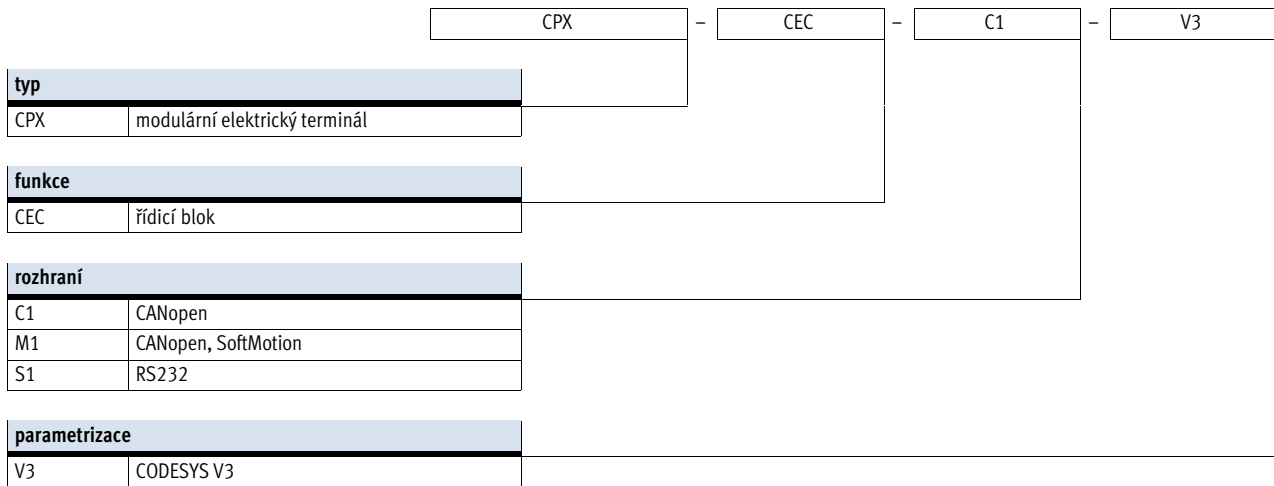 CPX – CEC – C1 – V3
typ
CPX modulární elektrický terminál
funkce
CEC řídicí blok
rozhraní
C1 CANopen
M1 CANopen, SoftMotion
S1 RS232
parametrizace
V3 CODESYS V3